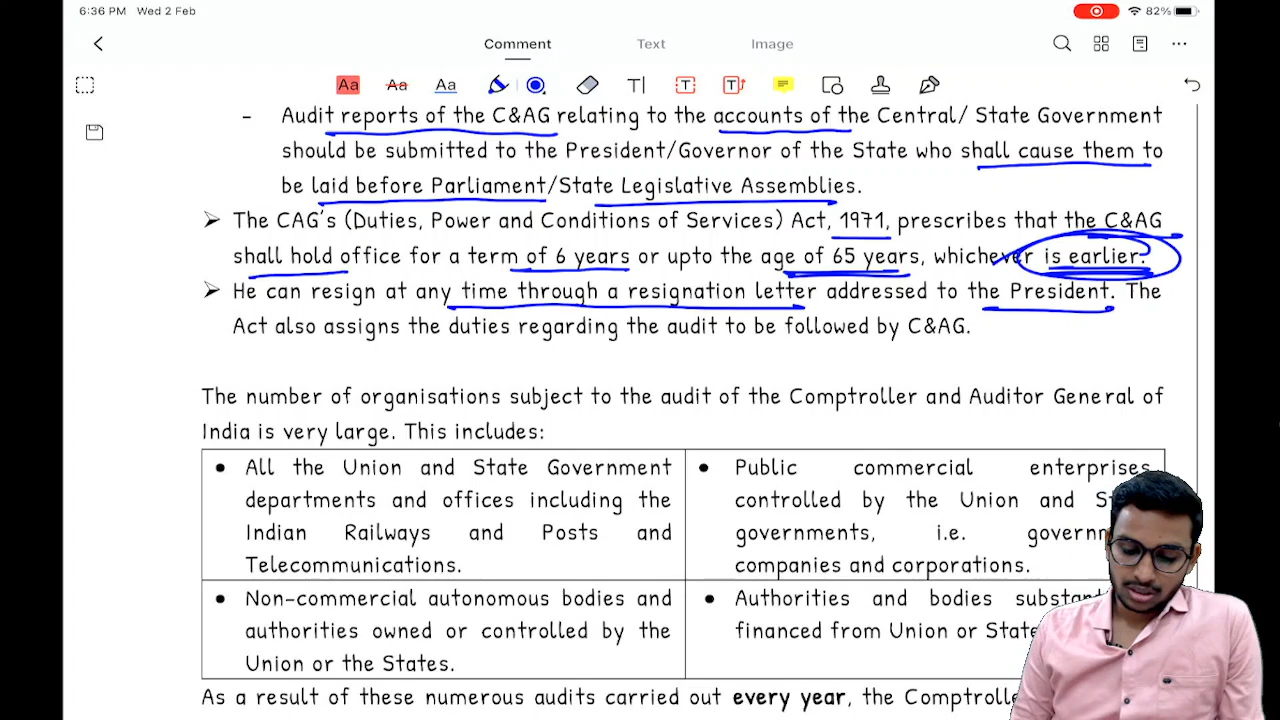 6:36 PM Wed 2 Feb
82%
Comment Text Image
Aa Aa Aa T T T
- Audit reports of the C&AG relating to the accounts of the Central/ State Government
should be submitted to the President/Governor of the State who shall cause them to
be laid before Parliament/State Legislative Assemblies.
➢ The CAG's (Duties, Power and Conditions of Services) Act, 1971, prescribes that the C&AG
shall hold office for a term of 6 years or upto the age of 65 years, whichever is earlier.
➢ He can resign at any time through a resignation letter addressed to the President. The
Act also assigns the duties regarding the audit to be followed by C&AG.
The number of organisations subject to the audit of the Comptroller and Auditor General of
India is very large. This includes:
• All the Union and State Government
departments and offices including the
Indian Railways and Posts and
Telecommunications.
• Public commercial enterprises
controlled by the Union and
governments, i.e.
companies and corporations.
• Non-commercial autonomous bodies and
authorities owned or controlled by the
Union or the States.
• Authorities and bodies
financed from Union or State
As a result of these numerous audits carried out every year, the